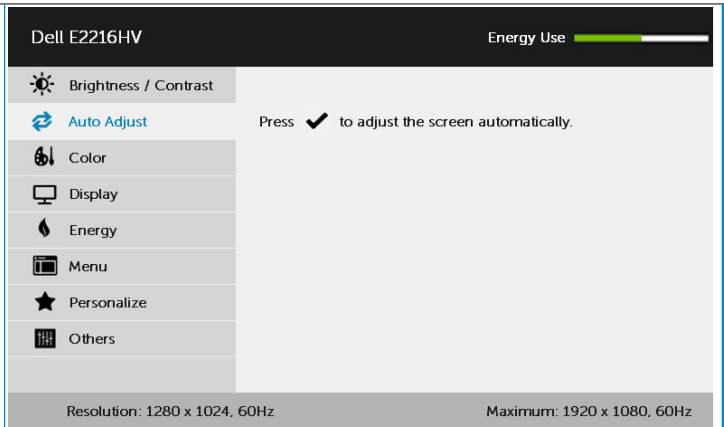 Dell E2216HV
Energy Use
Brightness / Contrast
Auto Adjust
Press ✔ to adjust the screen automatically.
Color
Display
Energy
Menu
Personalize
Others
Resolution: 1280 x 1024, 60Hz
Maximum: 1920 x 1080, 60Hz